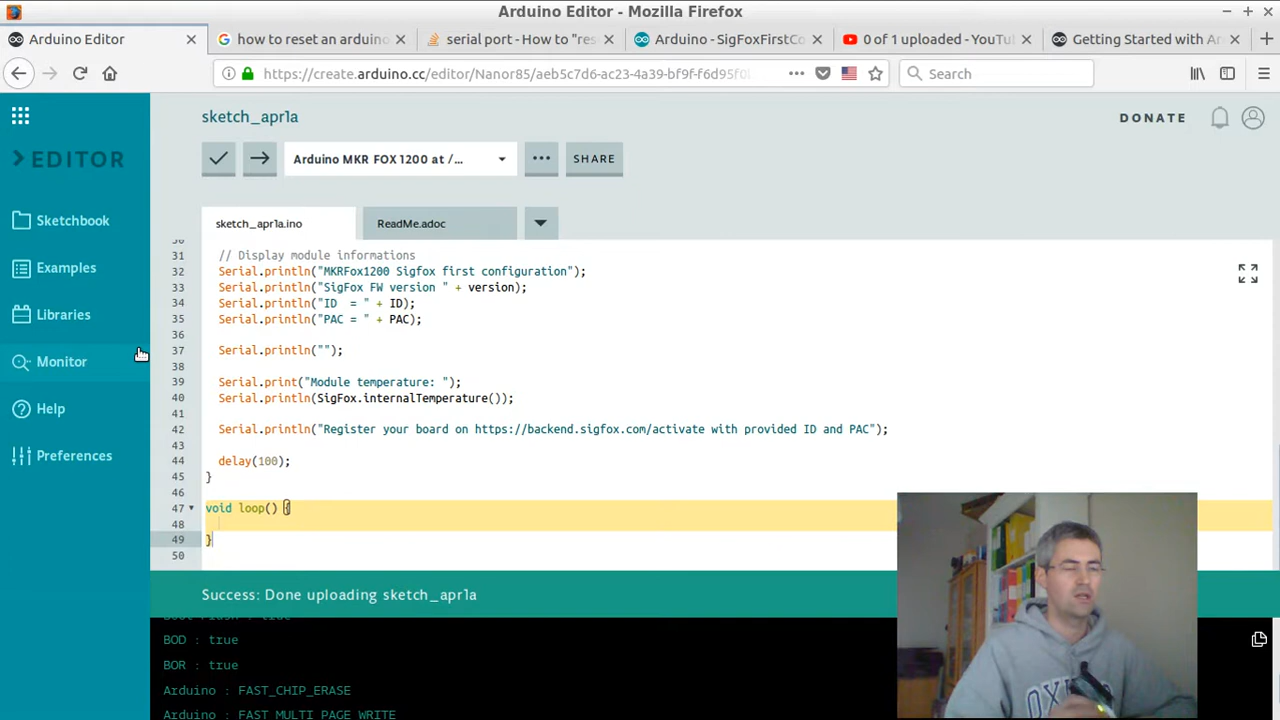 Arduino Editor - Mozilla Firefox
Arduino Editor
how to reset an arduino
serial port - How to "res
Arduino - SigFoxFirstCo
0 of 1 uploaded - YouTu
Getting Started with Ar
https://create.arduino.cc/editor/Nanor85/aeb5c7d6-ac23-4a39-bf9f-f6d95f0
Search
EDITOR
Sketchbook
Examples
Libraries
Monitor
Help
Preferences
sketch_apr1a
DONATE
Arduino MKR FOX 1200 at /...
SHARE
sketch_apr1a.ino
ReadMe.adoc
30
31 // Display module informations
32 Serial.println("MKRFox1200 Sigfox first configuration");
33 Serial.println("SigFox FW version " + version);
34 Serial.println("ID  = " + ID);
35 Serial.println("PAC = " + PAC);
36
37 Serial.println("");
38
39 Serial.print("Module temperature: ");
40 Serial.println(SigFox.internalTemperature());
41
42 Serial.println("Register your board on https://backend.sigfox.com/activate with provided ID and PAC");
43
44 delay(100);
45 }
46
47 void loop() {
48
49 }
50
Success: Done uploading sketch_apr1a
Boot Flash : true
BOD : true
BOR : true
Arduino : FAST_CHIP_ERASE
Arduino : FAST_MULTI_PAGE_WRITE